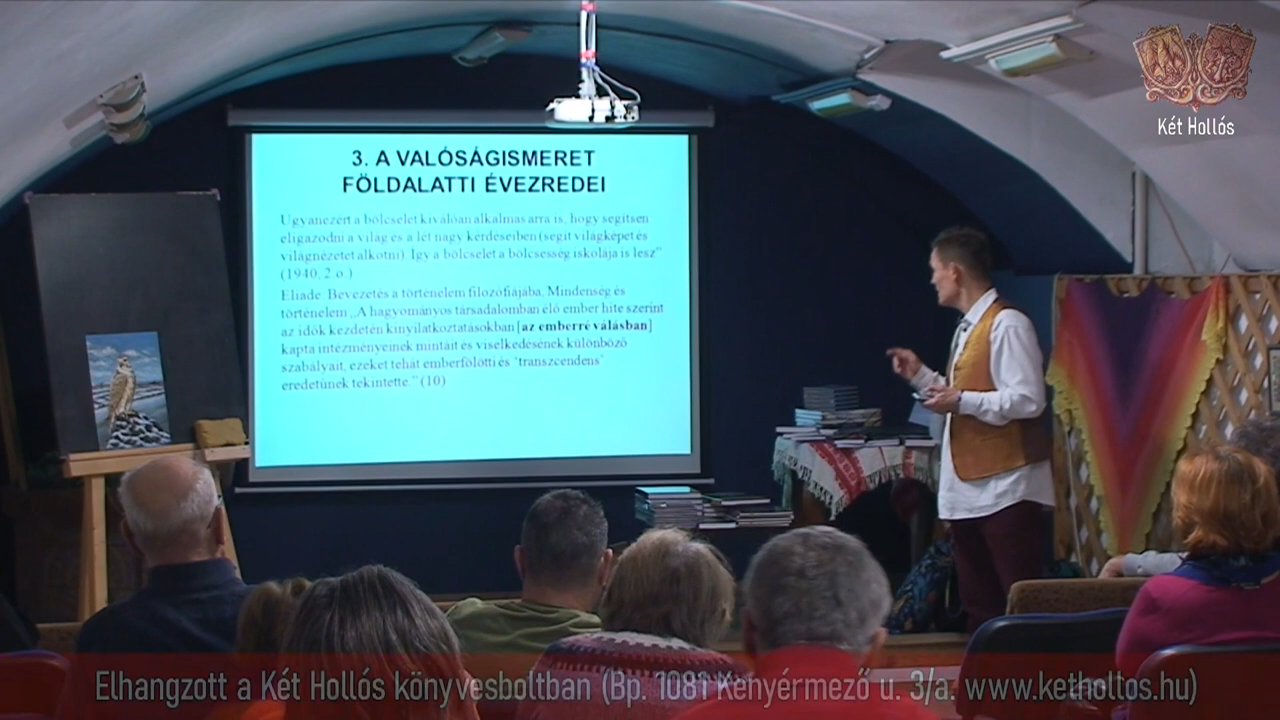 Két Hollós
3. A VALÓSÁGISMERET
FÖLDALATTI ÉVEZREDEI
Ugyanezért a bölcselet kiválóan alkalmas arra is, hogy segítsen
eligazodni a világ és a lét nagy kérdéseiben (segít világképet és
világnézetet alkotni). Így a bölcselet a bölcsesség iskolája is lesz”
(1940, 2.o.)
Eliade: Bevezetés a történelem filozófiájába, Mindenség és
történelem „A hagyományos társadalomban élő ember hite szerint
az idők kezdetén kinyilatkoztatásokban [az emberré válásban]
kapta intézményeinek mintáit és viselkedésének különböző
szabályait, ezeket tehát emberfölötti és ‘transzcendens’
eredetűnek tekintette.” (10)
Elhangzott a Két Hollós könyvesboltban (Bp. 1081 Kenyérmező u. 3/a. www.kethollos.hu)